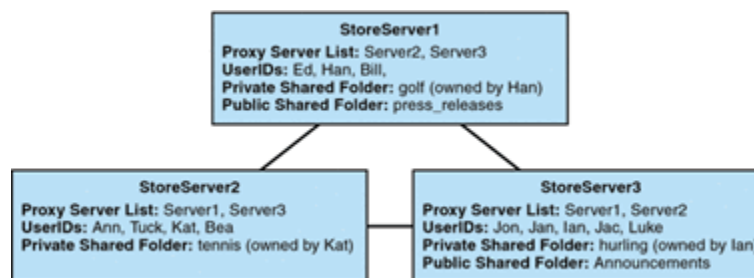 StoreServer1
Proxy Server List: Server2, Server3
UserIDs: Ed, Han, Bill,
Private Shared Folder: golf (owned by Han)
Public Shared Folder: press_releases
StoreServer2
Proxy Server List: Server1, Server3
UserIDs: Ann, Tuck, Kat, Bea
Private Shared Folder: tennis (owned by Kat)
StoreServer3
Proxy Server List: Server1, Server2
UserIDs: Jon, Jan, Ian, Jac, Luke
Private Shared Folder: hurling (owned by Ian)
Public Shared Folder: Announcements